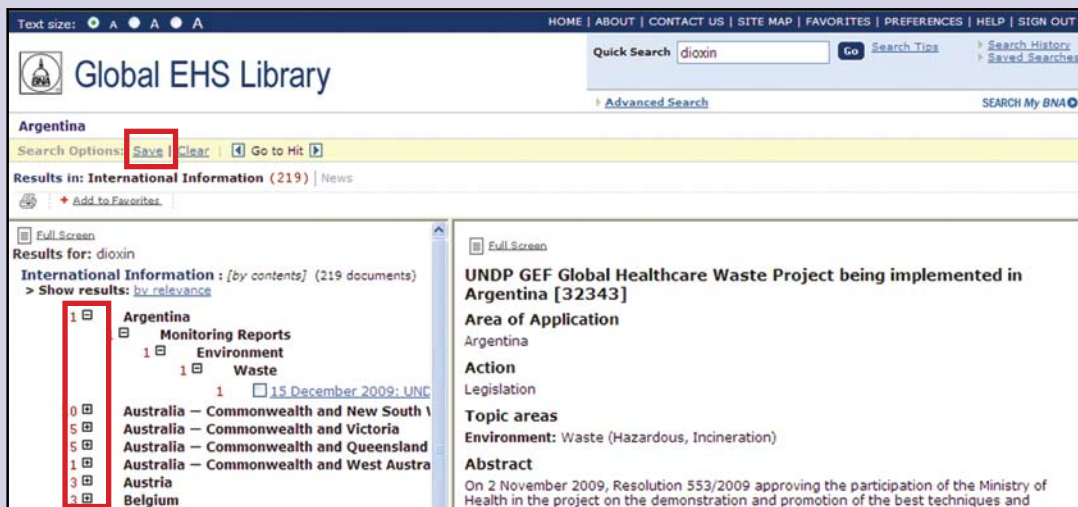 Text size: A A A
HOME | ABOUT | CONTACT US | SITE MAP | FAVORITES | PREFERENCES | HELP | SIGN OUT
BNA
Global EHS Library
Quick Search dioxin Go Search Tips
Search History
Saved Searches
Advanced Search
SEARCH My BNA
Argentina
Search Options: Save | Clear | Go to Hit
Results in: International Information (219) | News
+ Add to Favorites
Full Screen
Results for: dioxin
International Information : [by contents] (219 documents)
> Show results: by relevance
1 Argentina
Monitoring Reports
1 Environment
1 Waste
1 15 December 2009: UND
0 Australia — Commonwealth and New South
5 Australia — Commonwealth and Victoria
5 Australia — Commonwealth and Queensland
1 Australia — Commonwealth and West Austra
3 Austria
3 Belgium
Full Screen
UNDP GEF Global Healthcare Waste Project being implemented in
Argentina [32343]
Area of Application
Argentina
Action
Legislation
Topic areas
Environment: Waste (Hazardous, Incineration)
Abstract
On 2 November 2009, Resolution 553/2009 approving the participation of the Ministry of
Health in the project on the demonstration and promotion of the best techniques and